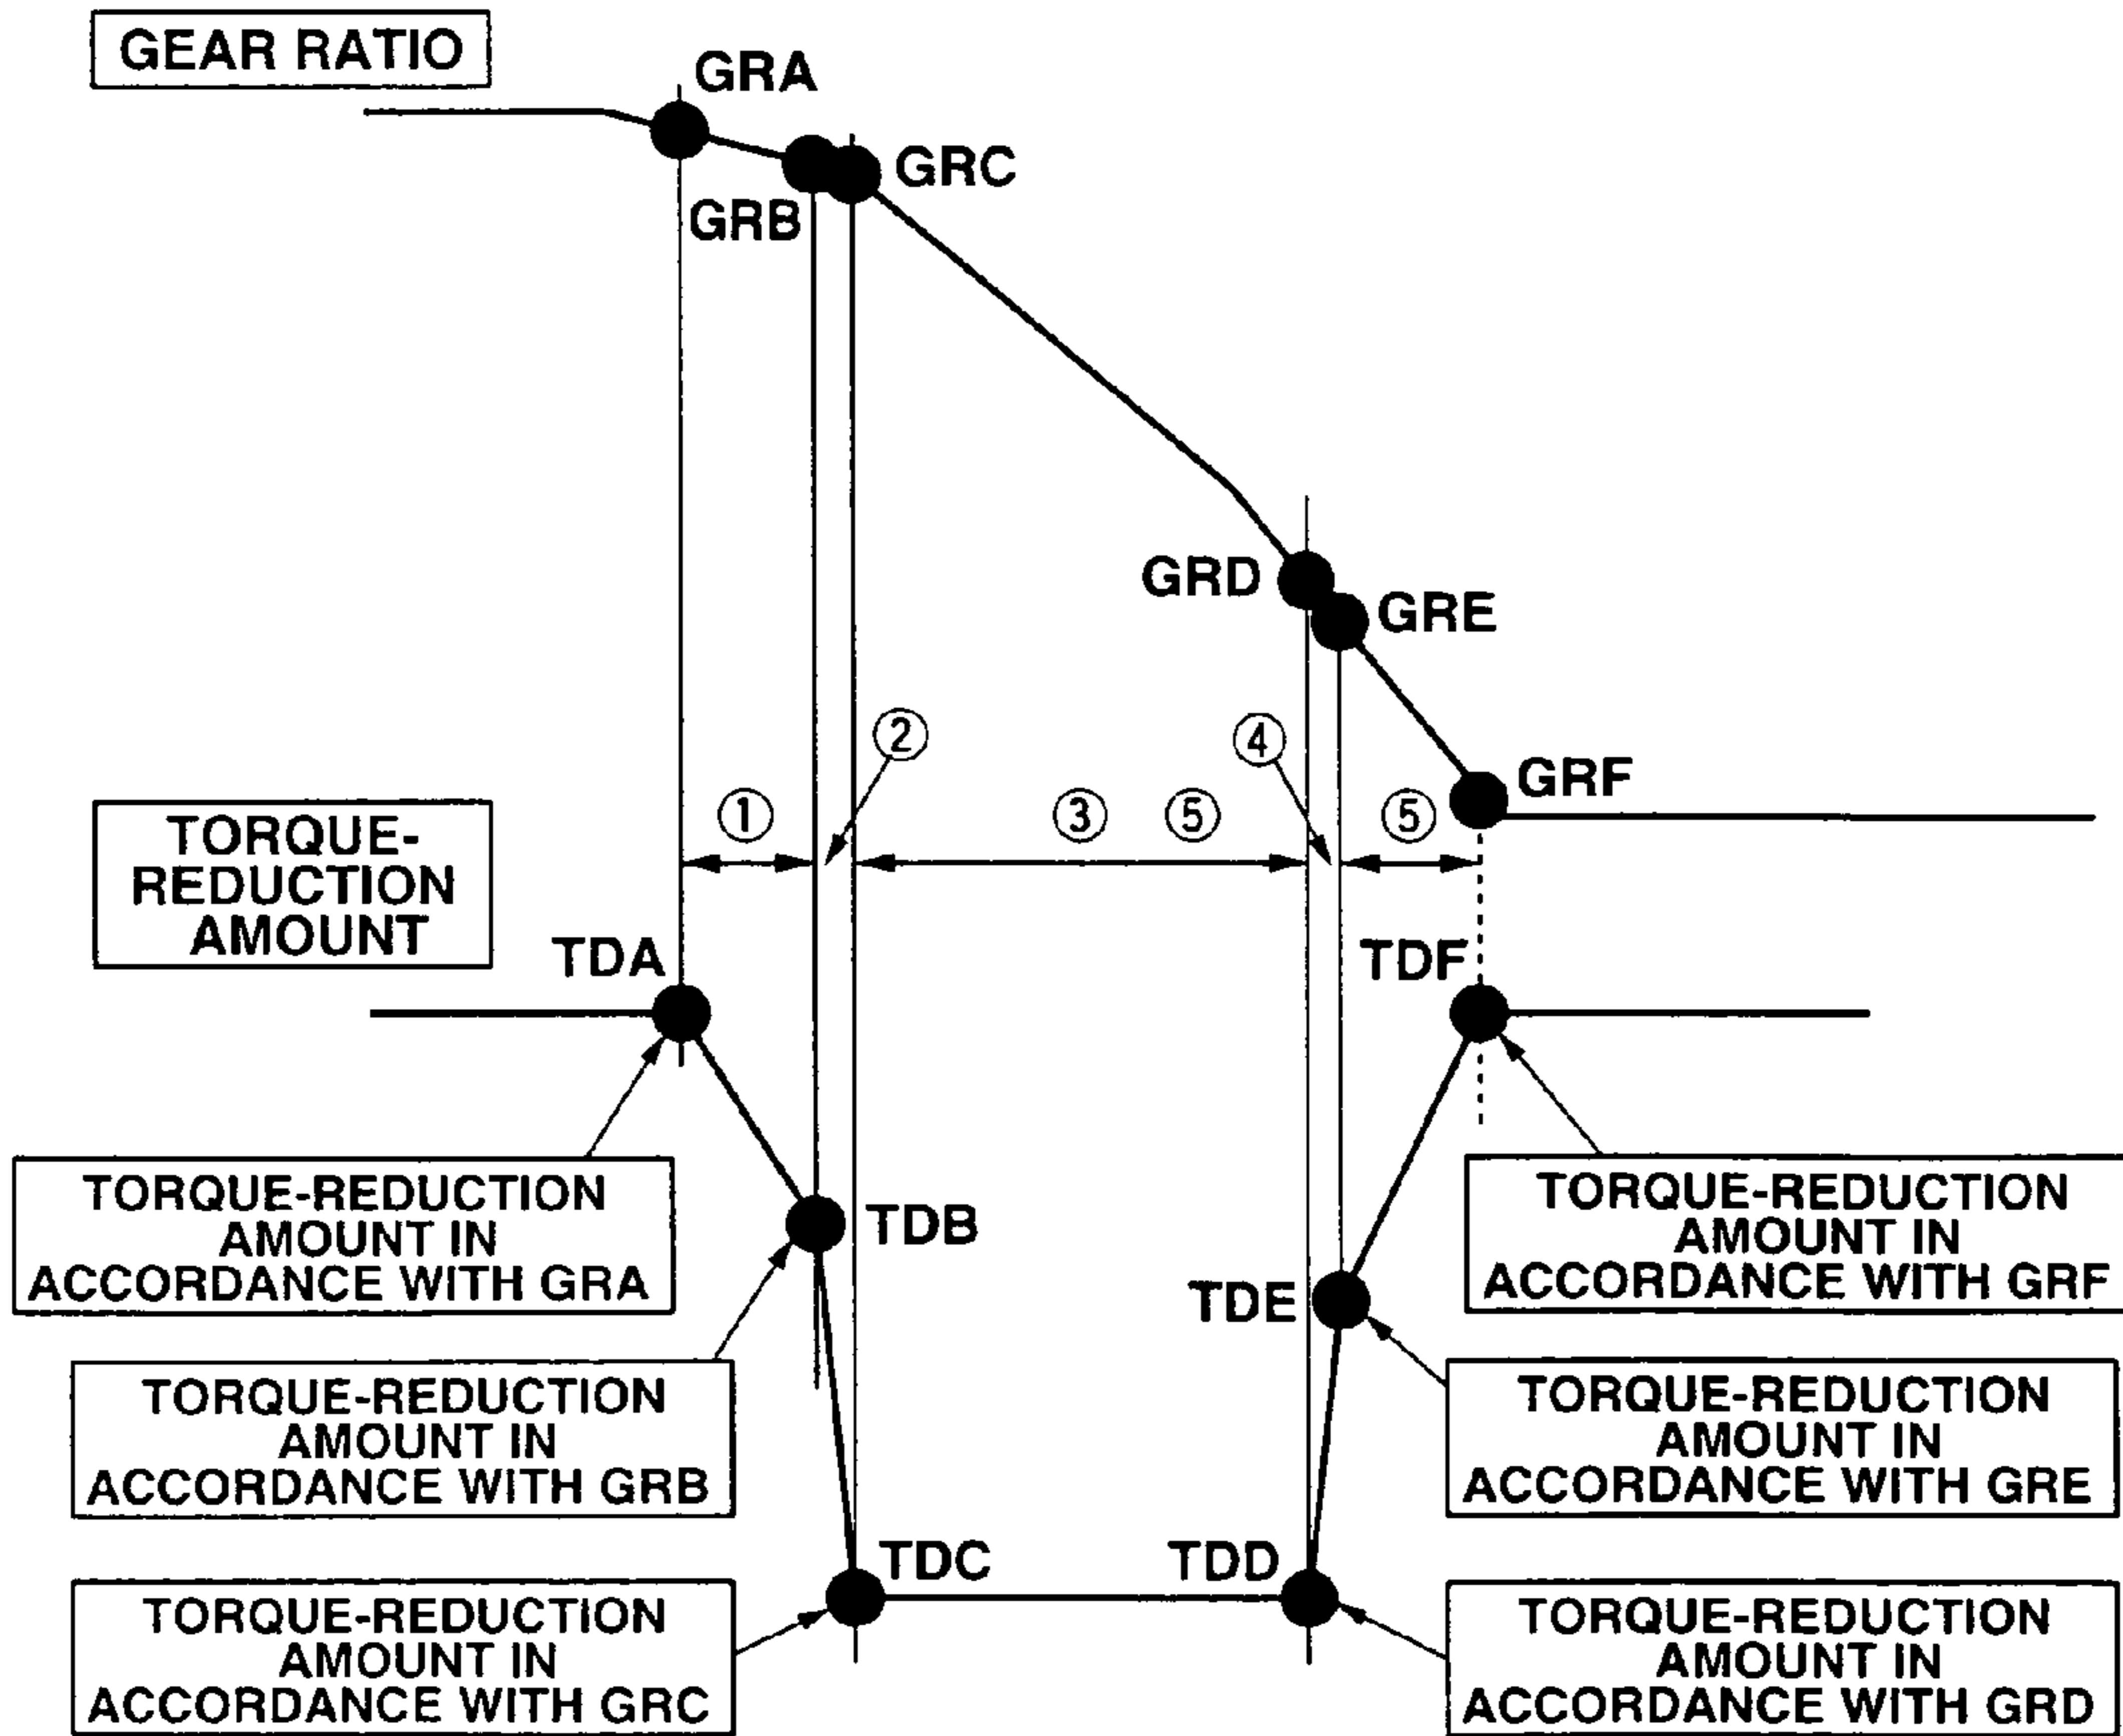 GEAR RATIO
GRA
GRC
GRB
GRD
GRE
②
④
GRF
①
③ ⑤
⑤
TORQUE-
REDUCTION
AMOUNT
TDA
TDF
TORQUE-REDUCTION
AMOUNT IN
ACCORDANCE WITH GRA
TDB
TORQUE-REDUCTION
AMOUNT IN
ACCORDANCE WITH GRF
TDE
TORQUE-REDUCTION
AMOUNT IN
ACCORDANCE WITH GRB
TORQUE-REDUCTION
AMOUNT IN
ACCORDANCE WITH GRE
TDC
TDD
TORQUE-REDUCTION
AMOUNT IN
ACCORDANCE WITH GRC
TORQUE-REDUCTION
AMOUNT IN
ACCORDANCE WITH GRD